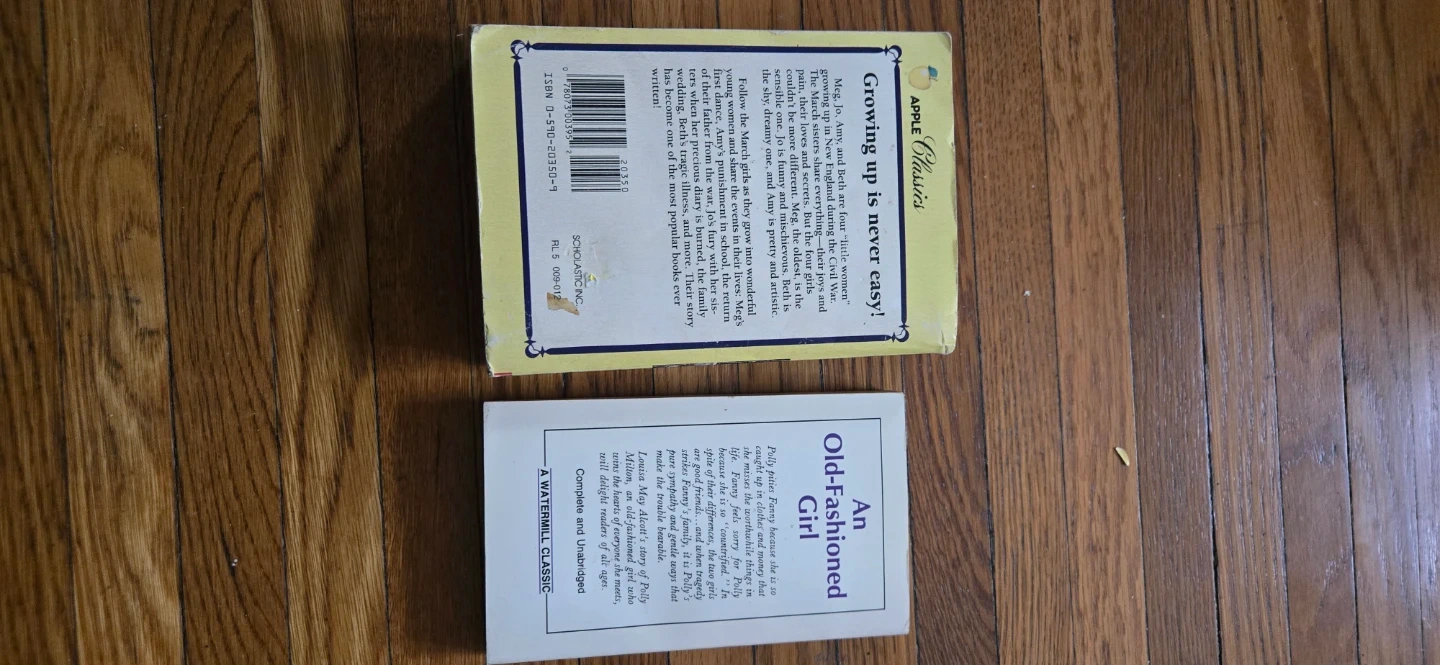 APPLE Classics
Growing up is never easy!
Meg, Jo, Amy, and Beth are four "little women"
growing up in New England during the Civil War.
The March sisters share everything—their joys and
pain, their loves and secrets. But the four girls
couldn't be more different. Meg, the oldest, is the
sensible one. Jo is funny and mischievous. Beth is
the shy, dreamy one, and Amy is pretty and artistic.
Follow the March girls as they grow into wonderful
young women and share the events in their lives: Meg's
first dance, Amy's punishment in school, the return
of their father from the war, Jo's fury with her sis-
ters when her precious diary is burned, the family
wedding, Beth's tragic illness, and more. Their story
has become one of the most popular books ever
written!
20350
0 78073 00395 2
ISBN 0-590-20350-9
SCHOLASTIC INC.
RL 5 009-012
An
Old-Fashioned
Girl
Polly pities Fanny because she is so
caught up in clothes and money that
she misses the worthwhile things in
life. Fanny feels sorry for Polly
because she is so "countrified." In
spite of their differences, the two girls
are good friends...and when tragedy
strikes Fanny's family, it is Polly's
pure sympathy and gentle ways that
make the trouble bearable.
Louisa May Alcott's story of Polly
Milton, an old-fashioned girl who
wins the hearts of everyone she meets,
will delight readers of all ages.
Complete and Unabridged
A WATERMILL CLASSIC